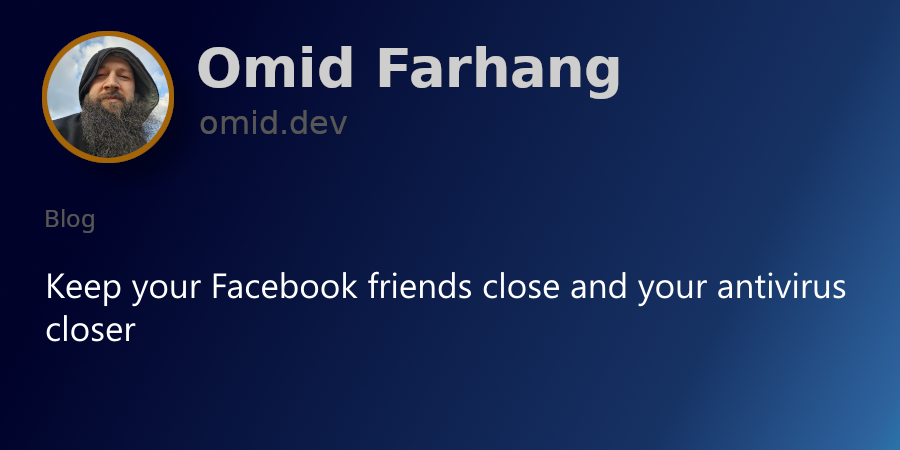 Omid Farhang
omid.dev
Blog
Keep your Facebook friends close and your antivirus
closer